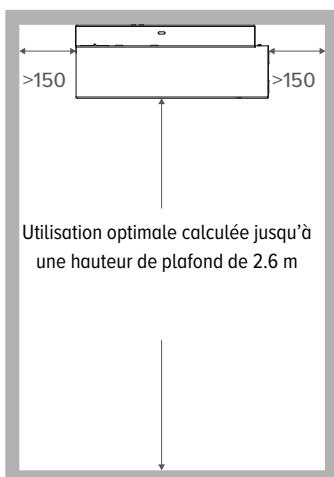 >150
>150
Utilisation optimale calculée jusqu'à
une hauteur de plafond de 2.6 m